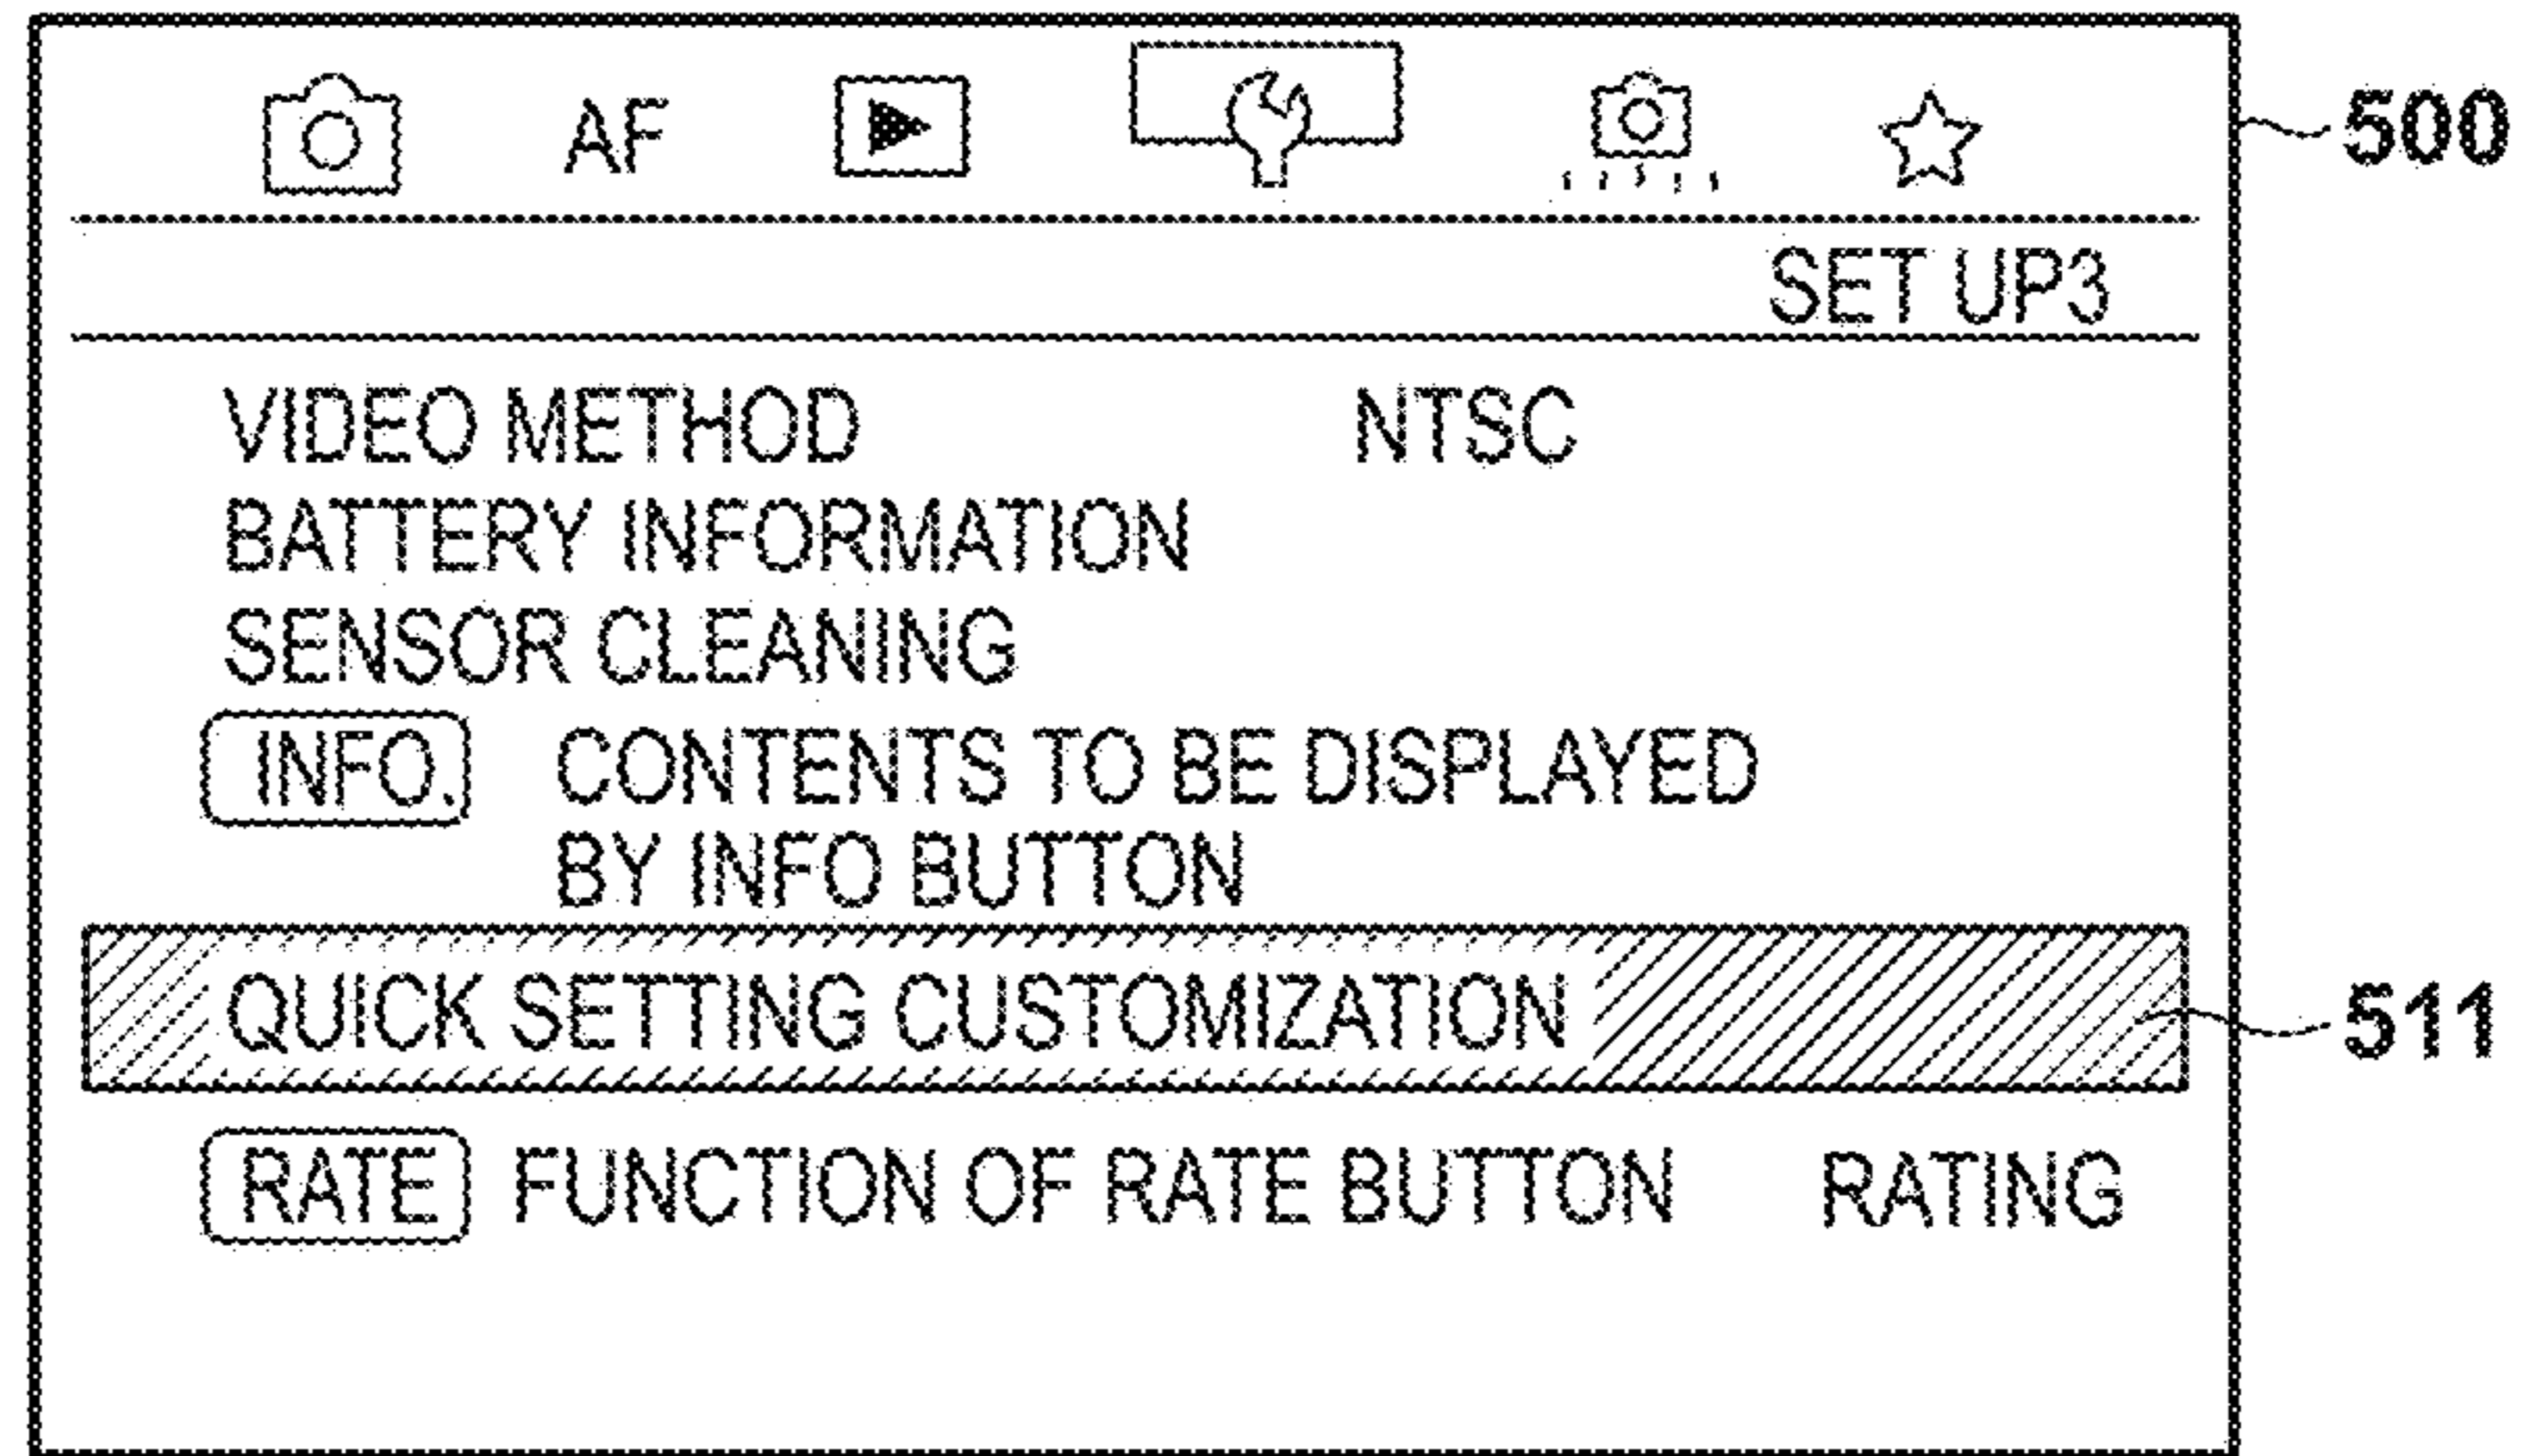 AF
500
SET UP3
VIDEO METHOD NTSC
BATTERY INFORMATION
SENSOR CLEANING
INFO. CONTENTS TO BE DISPLAYED
BY INFO BUTTON
QUICK SETTING CUSTOMIZATION
511
RATE FUNCTION OF RATE BUTTON RATING